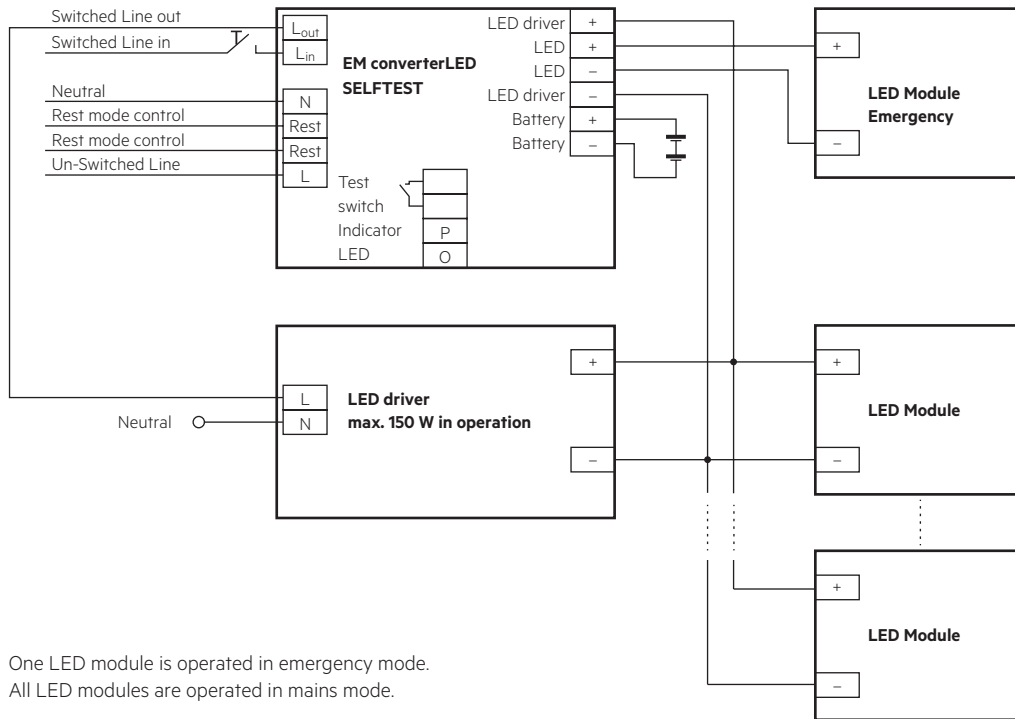 Switched Line out
Switched Line in
Neutral
Rest mode control
Rest mode control
Un-Switched Line
Lout
Lin
N
Rest
Rest
L
EM converterLED
SELFTEST
Test
switch
Indicator P
LED O
LED driver +
LED +
LED –
LED driver –
Battery +
Battery –
+
–
LED Module
Emergency
L
N
Neutral
LED driver
max. 150 W in operation
+
–
+
–
LED Module
+
–
LED Module
One LED module is operated in emergency mode.
All LED modules are operated in mains mode.